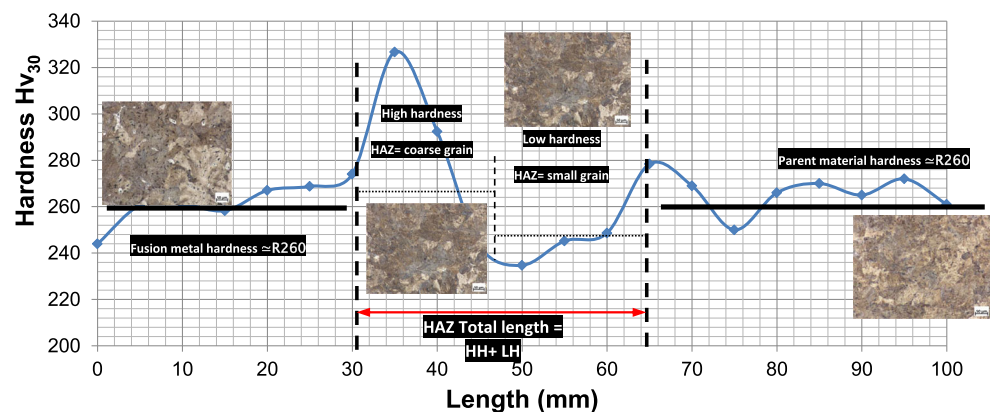 Hardness Hv30
340
320
300
280
260
240
220
200
High hardness
HAZ= coarse grain
Low hardness
HAZ= small grain
Parent material hardness ≃R260
Fusion metal hardness ≃R260
HAZ Total length =
HH+ LH
0 10 20 30 40 50 60 70 80 90 100
Length (mm)